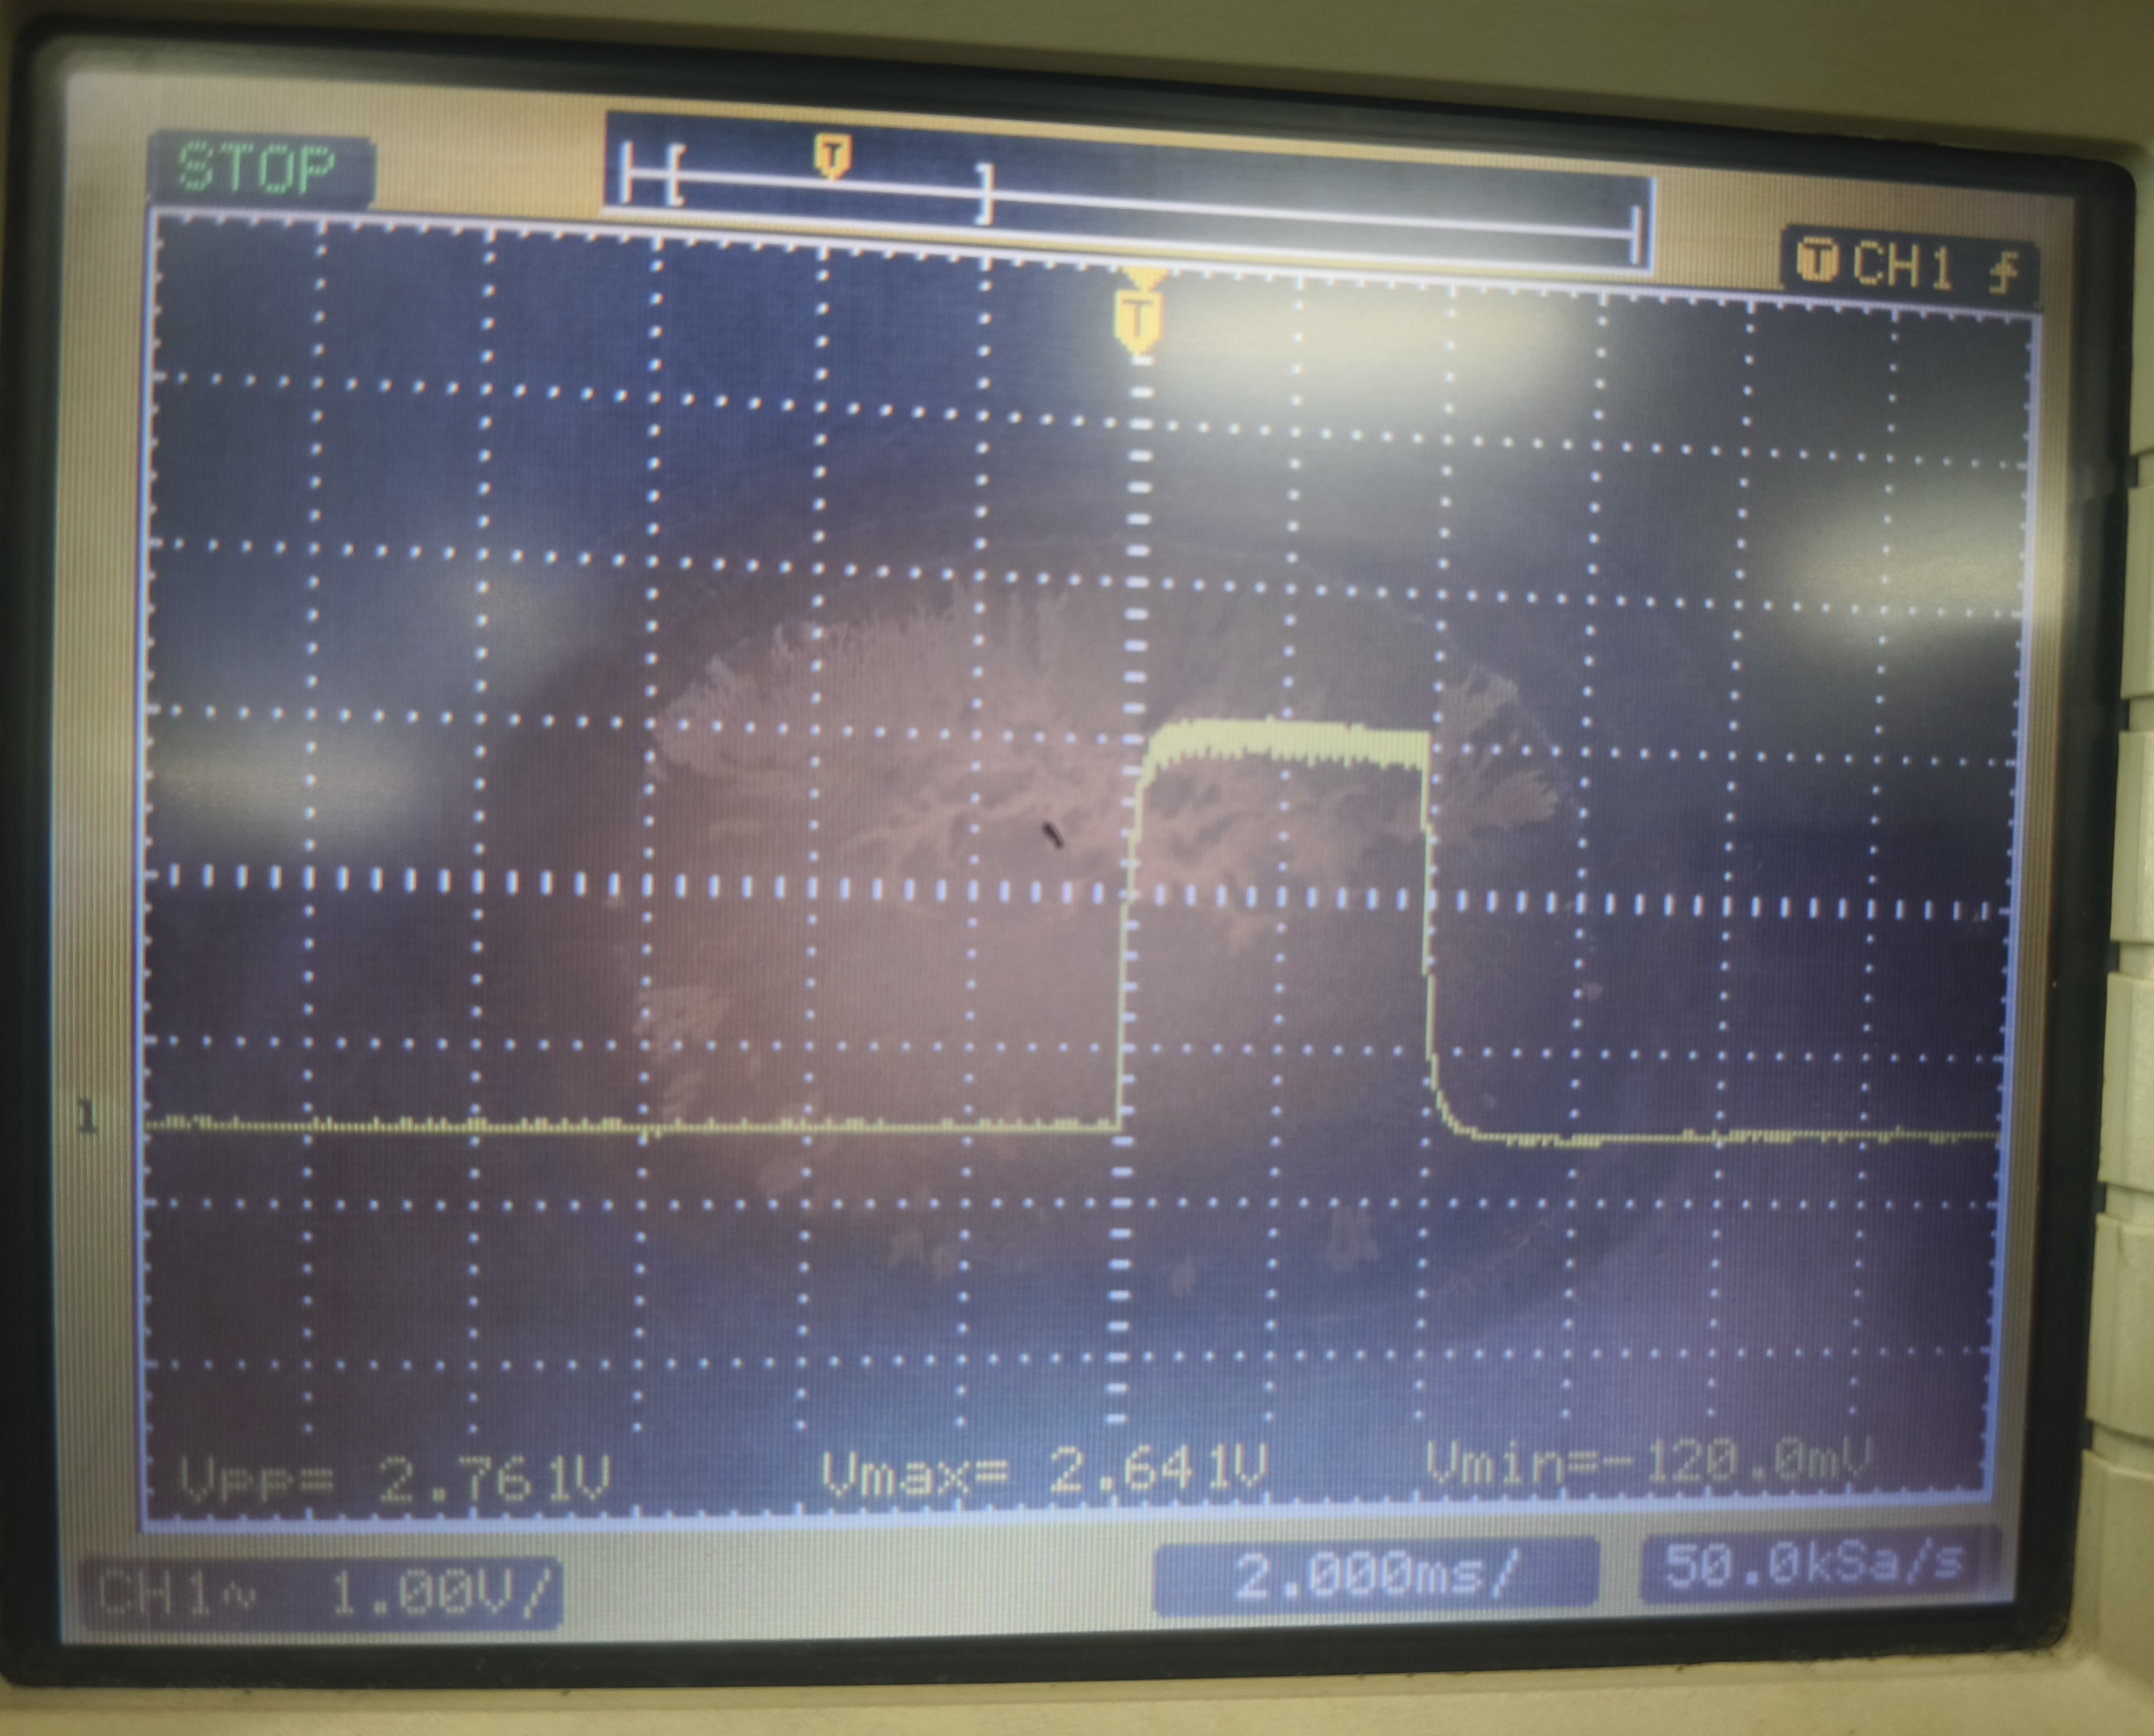 STOP
T
T CH1
T
1
Vpp= 2.761V Vmax= 2.641V Vmin=-120.0mV
CH1~ 1.00V/ 2.000ms/ 50.0kSa/s